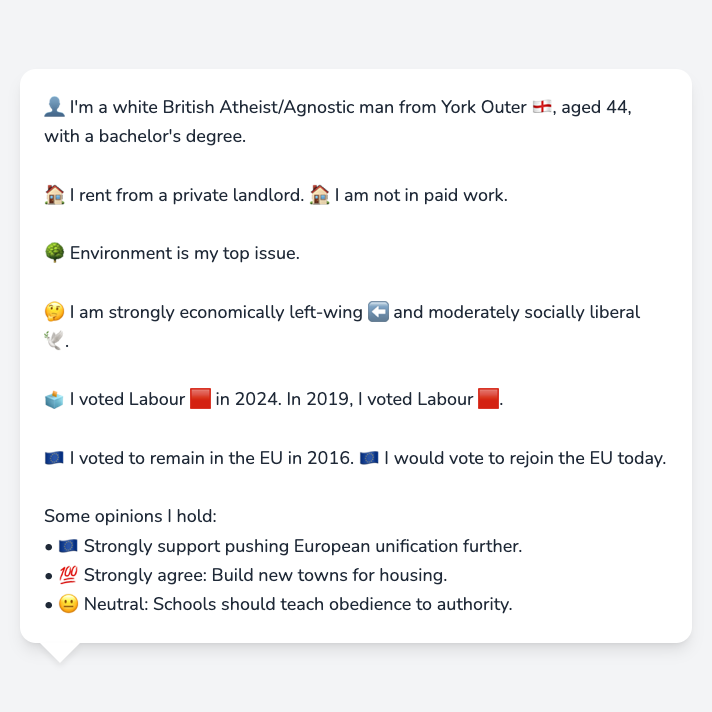 👤 I'm a white British Atheist/Agnostic man from York Outer 🏴󠁧󠁢󠁥󠁮󠁧󠁿, aged 44,
with a bachelor's degree.
🏠 I rent from a private landlord. 🏠 I am not in paid work.
🌳 Environment is my top issue.
🤔 I am strongly economically left-wing ⬅️ and moderately socially liberal
🕊️.
🗳️ I voted Labour 🟥 in 2024. In 2019, I voted Labour 🟥.
🇪🇺 I voted to remain in the EU in 2016. 🇪🇺 I would vote to rejoin the EU today.
Some opinions I hold:
• 🇪🇺 Strongly support pushing European unification further.
• 💯 Strongly agree: Build new towns for housing.
• 😐 Neutral: Schools should teach obedience to authority.